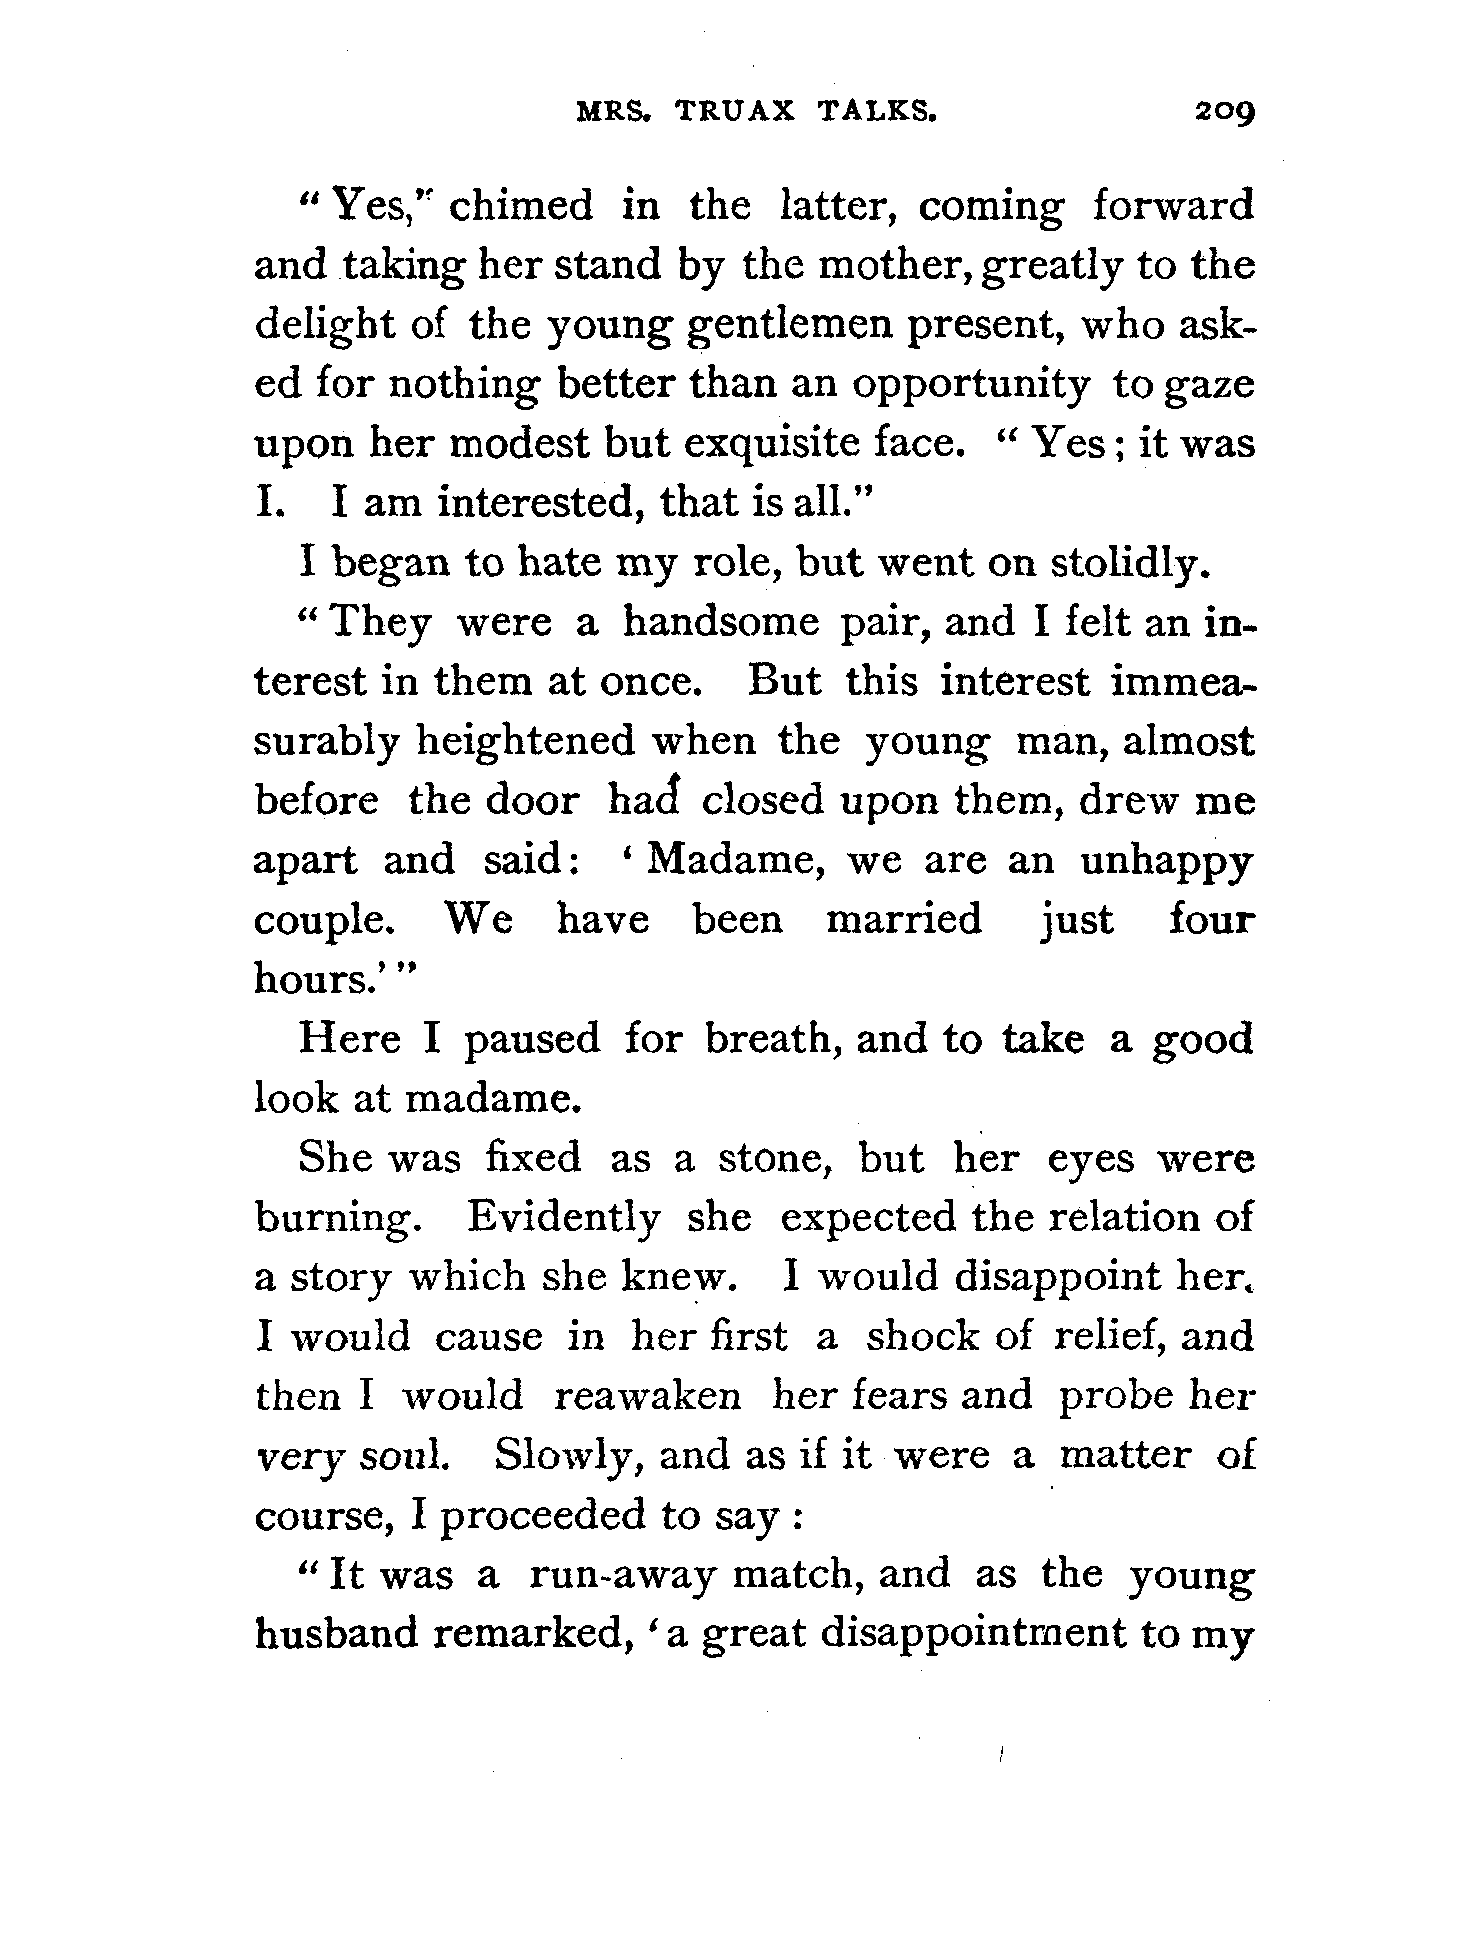 MRS. TRUAX TALKS. 209
" Yes," chimed in the latter, coming forward
and taking her stand by the mother, greatly to the
delight of the young gentlemen present, who ask-
ed for nothing better than an opportunity to gaze
upon her modest but exquisite face. " Yes ; it was
I. I am interested, that is all."
I began to hate my role, but went on stolidly.
" They were a handsome pair, and I felt an in-
terest in them at once. But this interest immea-
surably heightened when the young man, almost
before the door had closed upon them, drew me
apart and said: ' Madame, we are an unhappy
couple. We have been married just four
hours.' "
Here I paused for breath, and to take a good
look at madame.
She was fixed as a stone, but her eyes were
burning. Evidently she expected the relation of
a story which she knew. I would disappoint her.
I would cause in her first a shock of relief, and
then I would reawaken her fears and probe her
very soul. Slowly, and as if it were a matter of
course, I proceeded to say :
" It was a run-away match, and as the young
husband remarked, ' a great disappointment to my